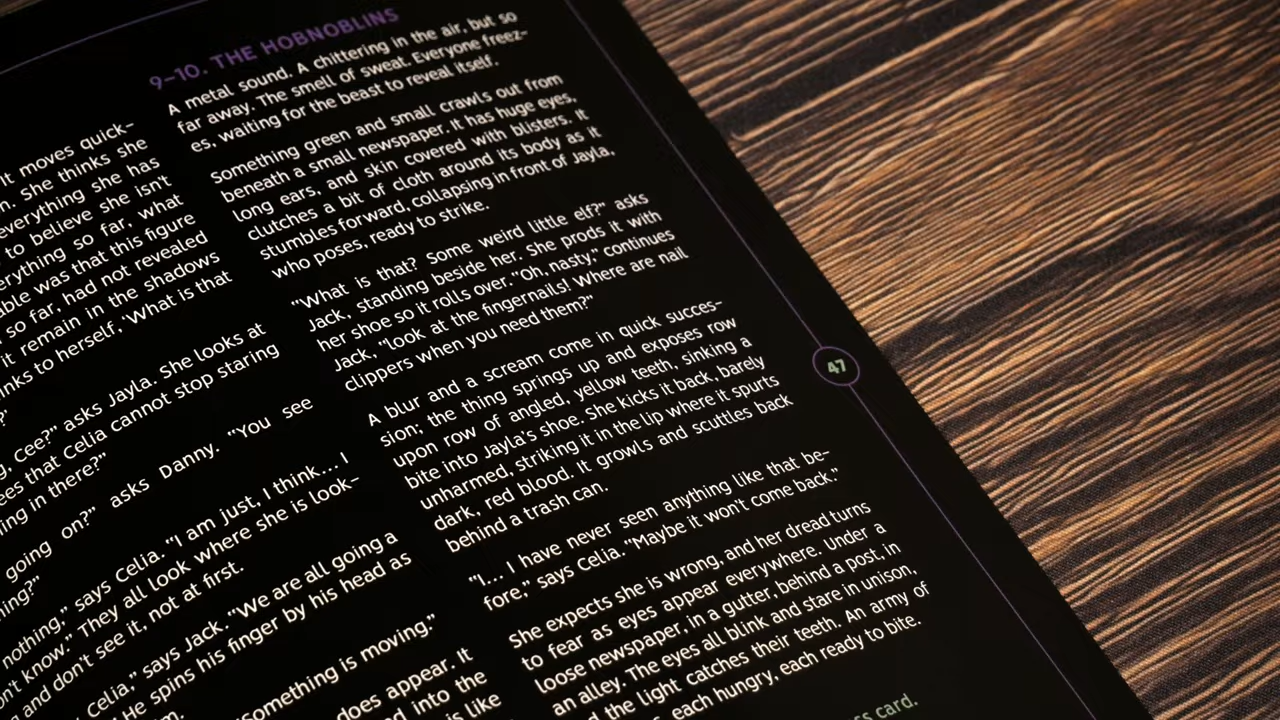 it moves quick-
She thinks she
everything she has
to believe she isn't
so far, what
was that this figure
so far, had not revealed
it remain in the shadows
to herself, 'What is that
cee?" asks Jayla. She looks at
that Celia cannot stop staring
in there?"
going on?" asks Danny. "You see
nothing," says Celia. "I am just, I think... I
know." They all look where she is look-
and don't see it, not at first.
Celia," says Jack. "We are all going a
He spins his finger by his head as
something is moving."
does appear. It
into the
is like
9-10. THE HOBNOBLINS
A metal sound. A chittering in the air, but so
far away. The smell of sweat. Everyone freez-
es, waiting for the beast to reveal itself.
Something green and small crawls out from
beneath a small newspaper. It has huge eyes,
long ears, and skin covered with blisters. It
clutches a bit of cloth around its body as it
stumbles forward, collapsing in front of Jayla,
who poses, ready to strike.
"What is that? Some weird little elf?" asks
Jack, standing beside her. She prods it with
her shoe so it rolls over. "Oh, nasty," continues
Jack, "look at the fingernails! Where are nail
clippers when you need them?"
A blur and a scream come in quick succes-
sion; the thing springs up and exposes row
upon row of angled, yellow teeth, sinking a
bite into Jayla's shoe. She kicks it back, barely
unharmed, striking it in the lip where it spurts
dark, red blood. It growls and scuttles back
behind a trash can.
"I... I have never seen anything like that be-
fore," says Celia. "Maybe it won't come back."
She expects she is wrong, and her dread turns
to fear as eyes appear everywhere. Under a
loose newspaper, in a gutter, behind a post, in
an alley. The eyes all blink and stare in unison,
the light catches their teeth. An army of
each hungry, each ready to bite.
card.
47